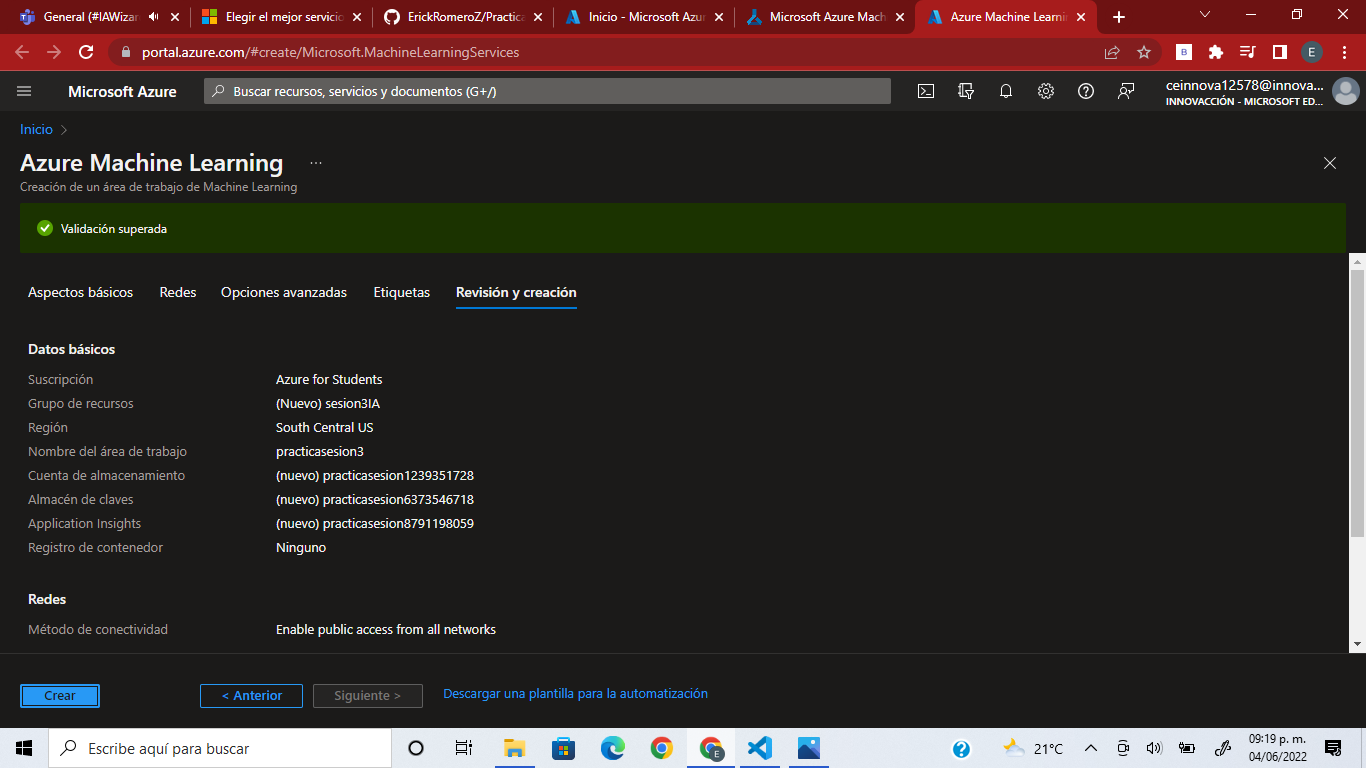 General (#IAWizar
Elegir el mejor servicio
ErickRomeroZ/Practica
Inicio - Microsoft Azur
Microsoft Azure Mach
Azure Machine Learnin
portal.azure.com/#create/Microsoft.MachineLearningServices
B
E
Microsoft Azure
Buscar recursos, servicios y documentos (G+/)
ceinnova12578@innova...
INNOVACCIÓN - MICROSOFT ED...
Inicio >
Azure Machine Learning ...
Creación de un área de trabajo de Machine Learning
Validación superada
Aspectos básicos Redes Opciones avanzadas Etiquetas Revisión y creación
Datos básicos
Suscripción Azure for Students
Grupo de recursos (Nuevo) sesion3IA
Región South Central US
Nombre del área de trabajo practicasesion3
Cuenta de almacenamiento (nuevo) practicasesion1239351728
Almacén de claves (nuevo) practicasesion6373546718
Application Insights (nuevo) practicasesion8791198059
Registro de contenedor Ninguno
Redes
Método de conectividad Enable public access from all networks
Crear < Anterior Siguiente > Descargar una plantilla para la automatización
Escribe aquí para buscar
E
21°C
09:19 p. m.
04/06/2022